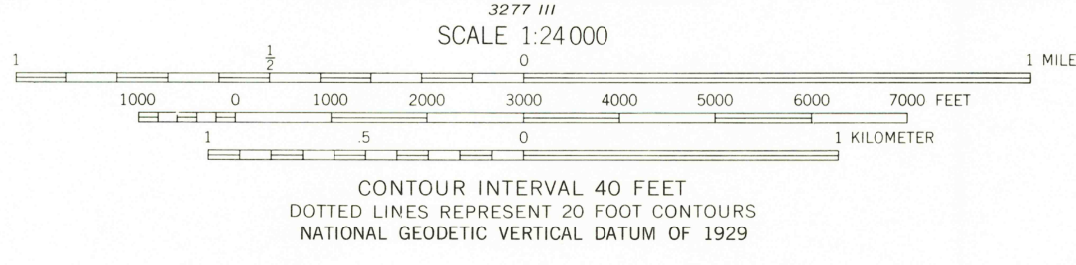 3277 III
SCALE 1:24 000
1 1/2 0 1 MILE
1000 0 1000 2000 3000 4000 5000 6000 7000 FEET
1 .5 0 1 KILOMETER
CONTOUR INTERVAL 40 FEET
DOTTED LINES REPRESENT 20 FOOT CONTOURS
NATIONAL GEODETIC VERTICAL DATUM OF 1929